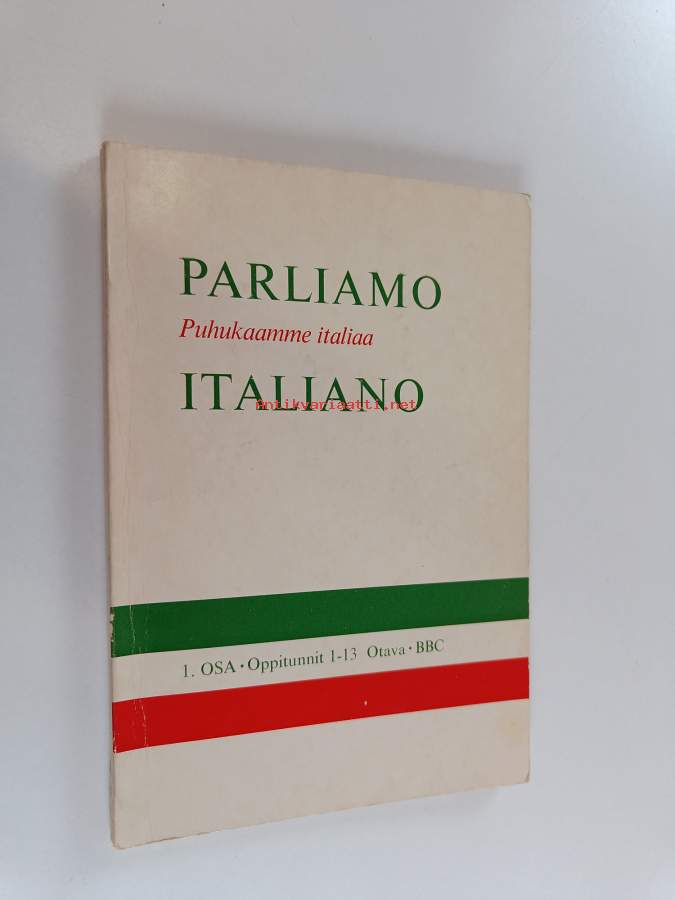 PARLIAMO
Puhukaamme italiaa
ITALIANO
Antikvariaatti.net
1. OSA • Oppitunnit 1-13 Otava • BBC